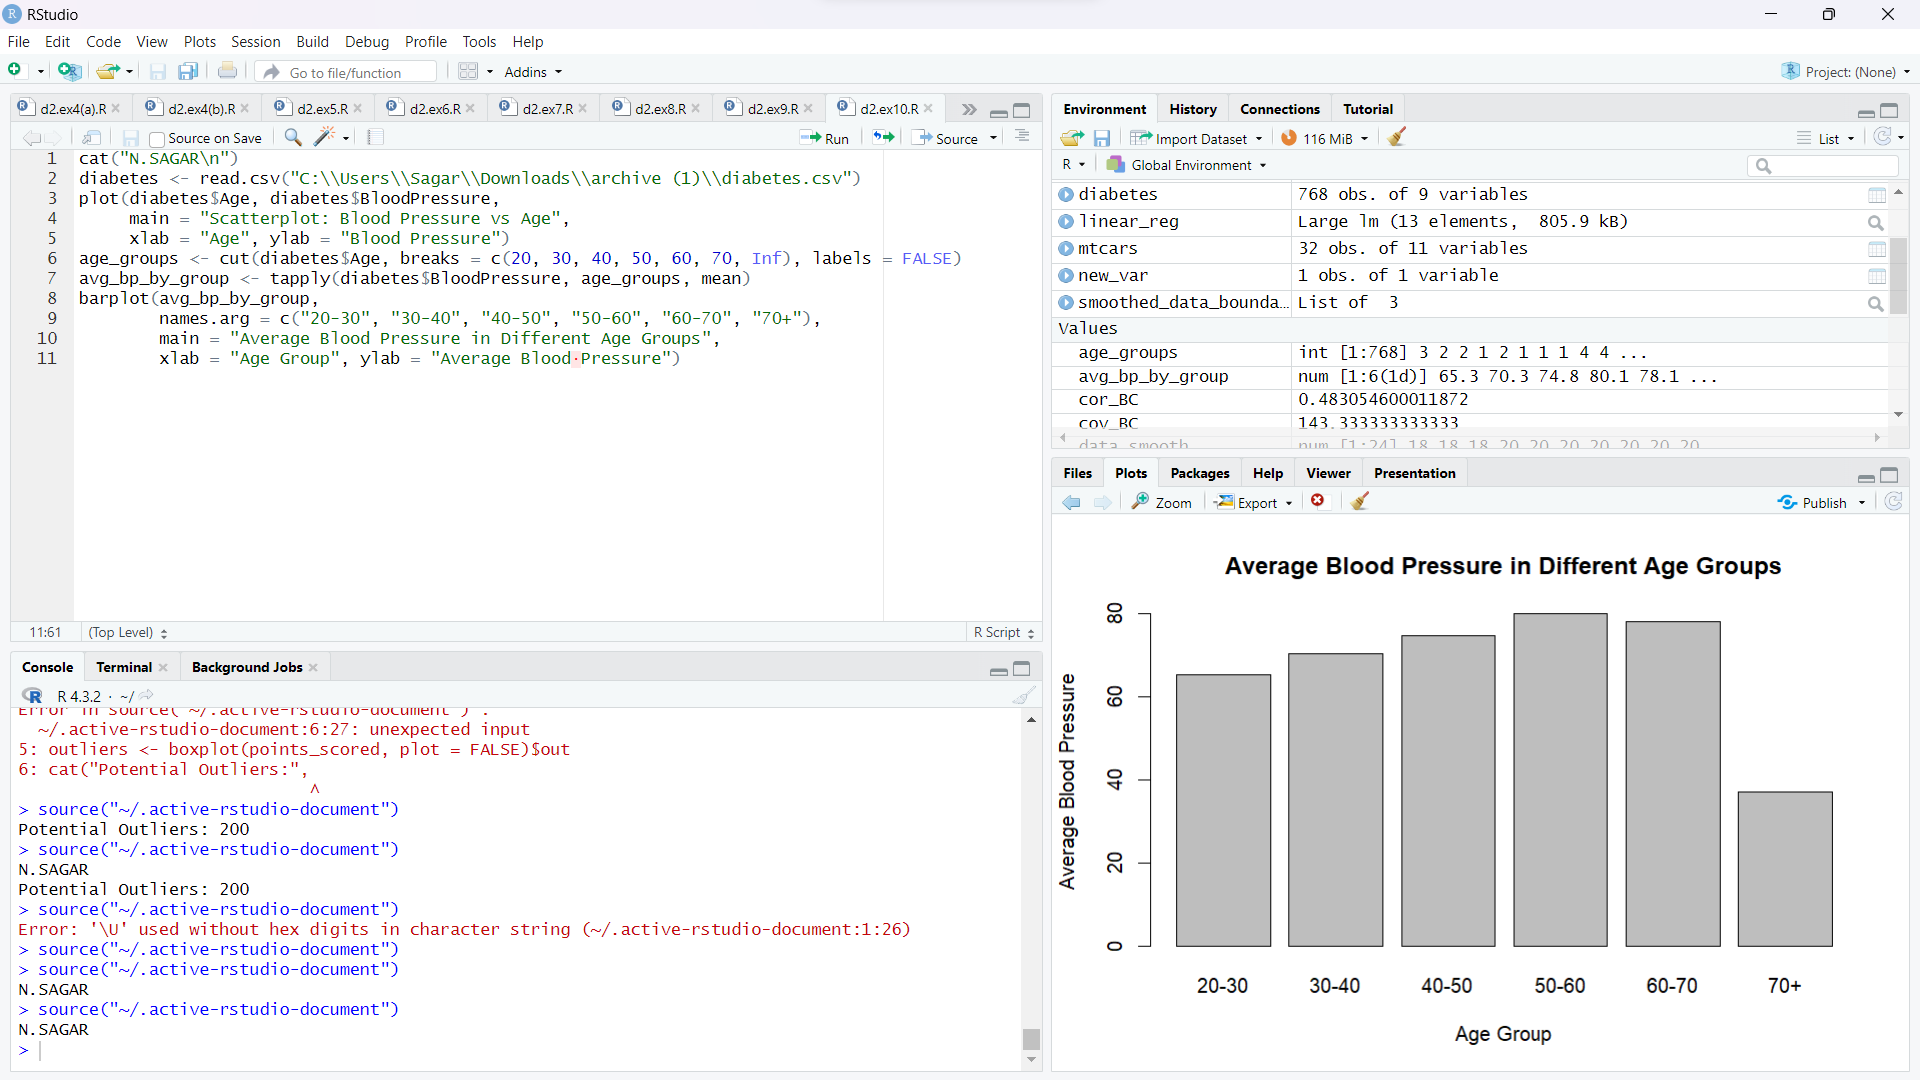 RStudio
File Edit Code View Plots Session Build Debug Profile Tools Help
Go to file/function
Addins
Project: (None)
d2.ex4(a).R
d2.ex4(b).R
d2.ex5.R
d2.ex6.R
d2.ex7.R
d2.ex8.R
d2.ex9.R
d2.ex10.R
Source on Save
Run
Source
1 cat("N.SAGAR\n")
2 diabetes <- read.csv("C:\\Users\\Sagar\\Downloads\\archive (1)\\diabetes.csv")
3 plot(diabetes$Age, diabetes$BloodPressure,
4 main = "Scatterplot: Blood Pressure vs Age",
5 xlab = "Age", ylab = "Blood Pressure")
6 age_groups <- cut(diabetes$Age, breaks = c(20, 30, 40, 50, 60, 70, Inf), labels = FALSE)
7 avg_bp_by_group <- tapply(diabetes$BloodPressure, age_groups, mean)
8 barplot(avg_bp_by_group,
9 names.arg = c("20-30", "30-40", "40-50", "50-60", "60-70", "70+"),
10 main = "Average Blood Pressure in Different Age Groups",
11 xlab = "Age Group", ylab = "Average Blood·Pressure")
11:61 (Top Level) R Script
Console Terminal Background Jobs
R 4.3.2 · ~/
Error in source("~/.active-rstudio-document") :
~/.active-rstudio-document:6:27: unexpected input
5: outliers <- boxplot(points_scored, plot = FALSE)$out
6: cat("Potential Outliers:",
^
> source("~/.active-rstudio-document")
Potential Outliers: 200
> source("~/.active-rstudio-document")
N.SAGAR
Potential Outliers: 200
> source("~/.active-rstudio-document")
Error: '\U' used without hex digits in character string (~/.active-rstudio-document:1:26)
> source("~/.active-rstudio-document")
> source("~/.active-rstudio-document")
N.SAGAR
> source("~/.active-rstudio-document")
N.SAGAR
>
Environment History Connections Tutorial
Import Dataset 116 MiB List
R Global Environment
diabetes 768 obs. of 9 variables
linear_reg Large lm (13 elements, 805.9 kB)
mtcars 32 obs. of 11 variables
new_var 1 obs. of 1 variable
smoothed_data_bounda… List of 3
Values
age_groups int [1:768] 3 2 2 1 2 1 1 1 4 4 ...
avg_bp_by_group num [1:6(1d)] 65.3 70.3 74.8 80.1 78.1 ...
cor_BC 0.483054600011872
cov_BC 143.333333333333
data_smooth num [1:24] 18 18 18 20 20 20 20 20 20 20
Files Plots Packages Help Viewer Presentation
Zoom Export Publish
Average Blood Pressure in Different Age Groups
Average Blood Pressure
80
60
40
20
0
20-30 30-40 40-50 50-60 60-70 70+
Age Group